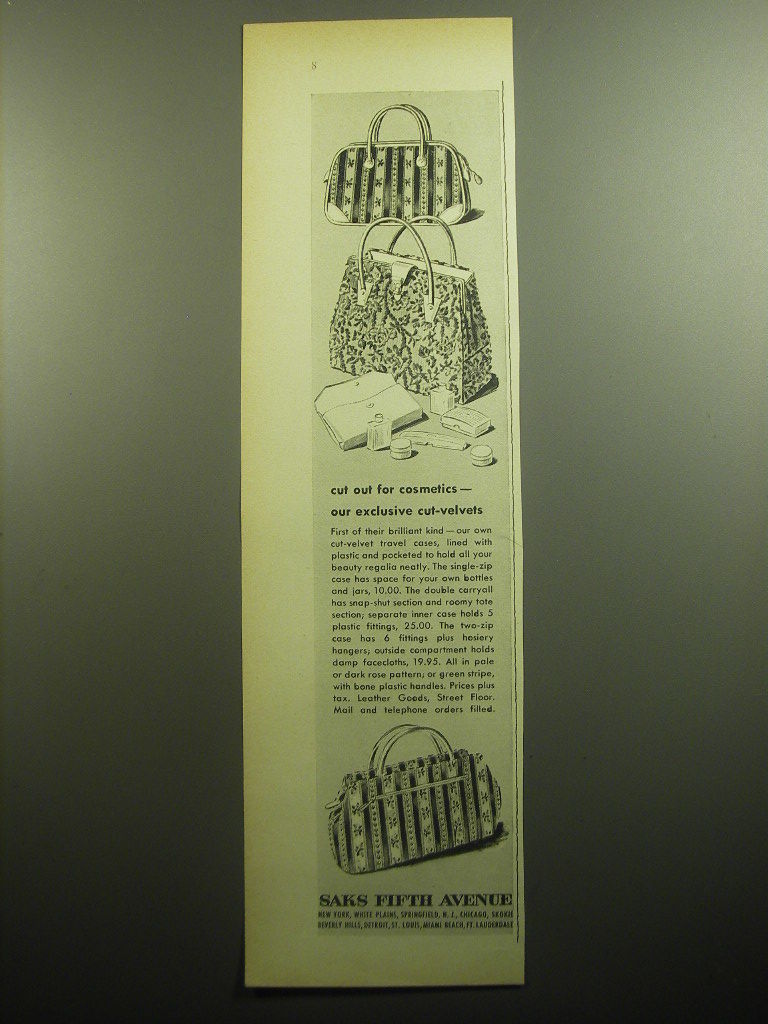 8
cut out for cosmetics —
our exclusive cut-velvets
First of their brilliant kind — our own
cut-velvet travel cases, lined with
plastic and pocketed to hold all your
beauty regalia neatly. The single-zip
case has space for your own bottles
and jars, 10.00. The double carryall
has snap-shut section and roomy tote
section; separate inner case holds 5
plastic fittings, 25.00. The two-zip
case has 6 fittings plus hosiery
hangers; outside compartment holds
damp facecloths, 19.95. All in pale
or dark rose pattern; or green stripe,
with bone plastic handles. Prices plus
tax. Leather Goods, Street Floor.
Mail and telephone orders filled.
SAKS FIFTH AVENUE
NEW YORK, WHITE PLAINS, SPRINGFIELD, N. J., CHICAGO, SKOKIE
BEVERLY HILLS, DETROIT, ST. LOUIS, MIAMI BEACH, FT. LAUDERDALE